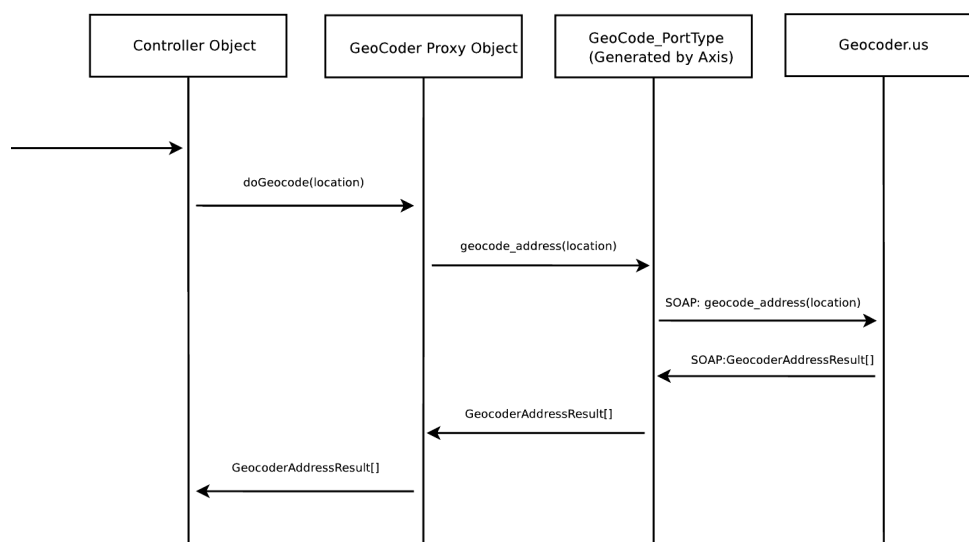 Controller Object
GeoCoder Proxy Object
GeoCode_PortType
(Generated by Axis)
Geocoder.us
doGeocode(location)
geocode_address(location)
SOAP: geocode_address(location)
SOAP:GeocoderAddressResult[]
GeocoderAddressResult[]
GeocoderAddressResult[]